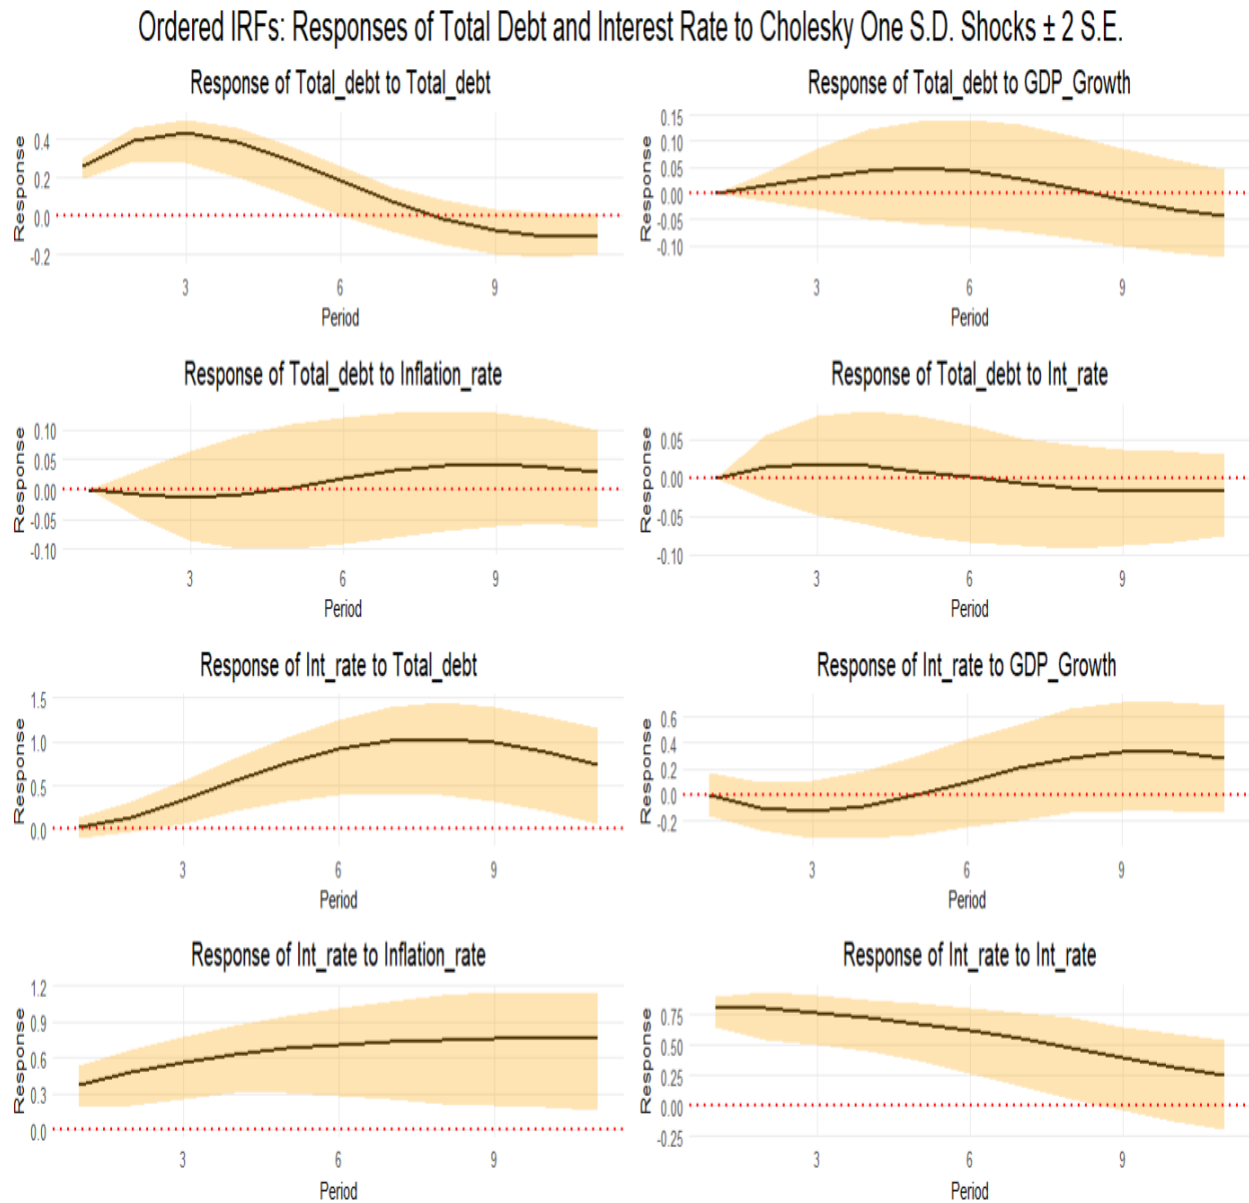 Ordered IRFs: Responses of Total Debt and Interest Rate to Cholesky One S.D. Shocks ± 2 S.E.
Response of Total_debt to Total_debt
Response
0.4
0.2
0.0
-0.2
3 6 9
Period
Response of Total_debt to GDP_Growth
Response
0.15
0.10
0.05
0.00
-0.05
-0.10
3 6 9
Period
Response of Total_debt to Inflation_rate
Response
0.10
0.05
0.00
-0.05
-0.10
3 6 9
Period
Response of Total_debt to Int_rate
Response
0.05
0.00
-0.05
-0.10
3 6 9
Period
Response of Int_rate to Total_debt
Response
1.5
1.0
0.5
0.0
3 6 9
Period
Response of Int_rate to GDP_Growth
Response
0.6
0.4
0.2
0.0
-0.2
3 6 9
Period
Response of Int_rate to Inflation_rate
Response
1.2
0.9
0.6
0.3
0.0
3 6 9
Period
Response of Int_rate to Int_rate
Response
0.75
0.50
0.25
0.00
-0.25
3 6 9
Period